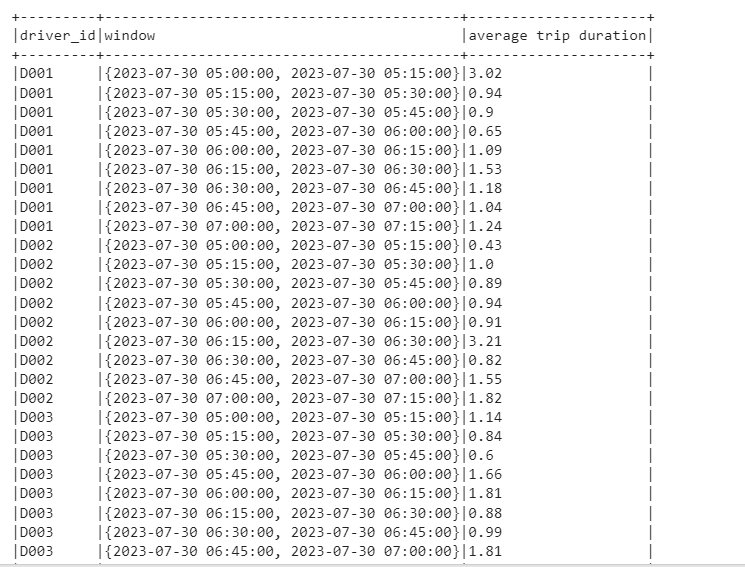 +---------+------------------------------------------+---------------------+
|driver_id|window                                    |average trip duration|
+---------+------------------------------------------+---------------------+
|D001     |{2023-07-30 05:00:00, 2023-07-30 05:15:00}|3.02                 |
|D001     |{2023-07-30 05:15:00, 2023-07-30 05:30:00}|0.94                 |
|D001     |{2023-07-30 05:30:00, 2023-07-30 05:45:00}|0.9                  |
|D001     |{2023-07-30 05:45:00, 2023-07-30 06:00:00}|0.65                 |
|D001     |{2023-07-30 06:00:00, 2023-07-30 06:15:00}|1.09                 |
|D001     |{2023-07-30 06:15:00, 2023-07-30 06:30:00}|1.53                 |
|D001     |{2023-07-30 06:30:00, 2023-07-30 06:45:00}|1.18                 |
|D001     |{2023-07-30 06:45:00, 2023-07-30 07:00:00}|1.04                 |
|D001     |{2023-07-30 07:00:00, 2023-07-30 07:15:00}|1.24                 |
|D002     |{2023-07-30 05:00:00, 2023-07-30 05:15:00}|0.43                 |
|D002     |{2023-07-30 05:15:00, 2023-07-30 05:30:00}|1.0                  |
|D002     |{2023-07-30 05:30:00, 2023-07-30 05:45:00}|0.89                 |
|D002     |{2023-07-30 05:45:00, 2023-07-30 06:00:00}|0.94                 |
|D002     |{2023-07-30 06:00:00, 2023-07-30 06:15:00}|0.91                 |
|D002     |{2023-07-30 06:15:00, 2023-07-30 06:30:00}|3.21                 |
|D002     |{2023-07-30 06:30:00, 2023-07-30 06:45:00}|0.82                 |
|D002     |{2023-07-30 06:45:00, 2023-07-30 07:00:00}|1.55                 |
|D002     |{2023-07-30 07:00:00, 2023-07-30 07:15:00}|1.82                 |
|D003     |{2023-07-30 05:00:00, 2023-07-30 05:15:00}|1.14                 |
|D003     |{2023-07-30 05:15:00, 2023-07-30 05:30:00}|0.84                 |
|D003     |{2023-07-30 05:30:00, 2023-07-30 05:45:00}|0.6                  |
|D003     |{2023-07-30 05:45:00, 2023-07-30 06:00:00}|1.66                 |
|D003     |{2023-07-30 06:00:00, 2023-07-30 06:15:00}|1.81                 |
|D003     |{2023-07-30 06:15:00, 2023-07-30 06:30:00}|0.88                 |
|D003     |{2023-07-30 06:30:00, 2023-07-30 06:45:00}|0.99                 |
|D003     |{2023-07-30 06:45:00, 2023-07-30 07:00:00}|1.81                 |